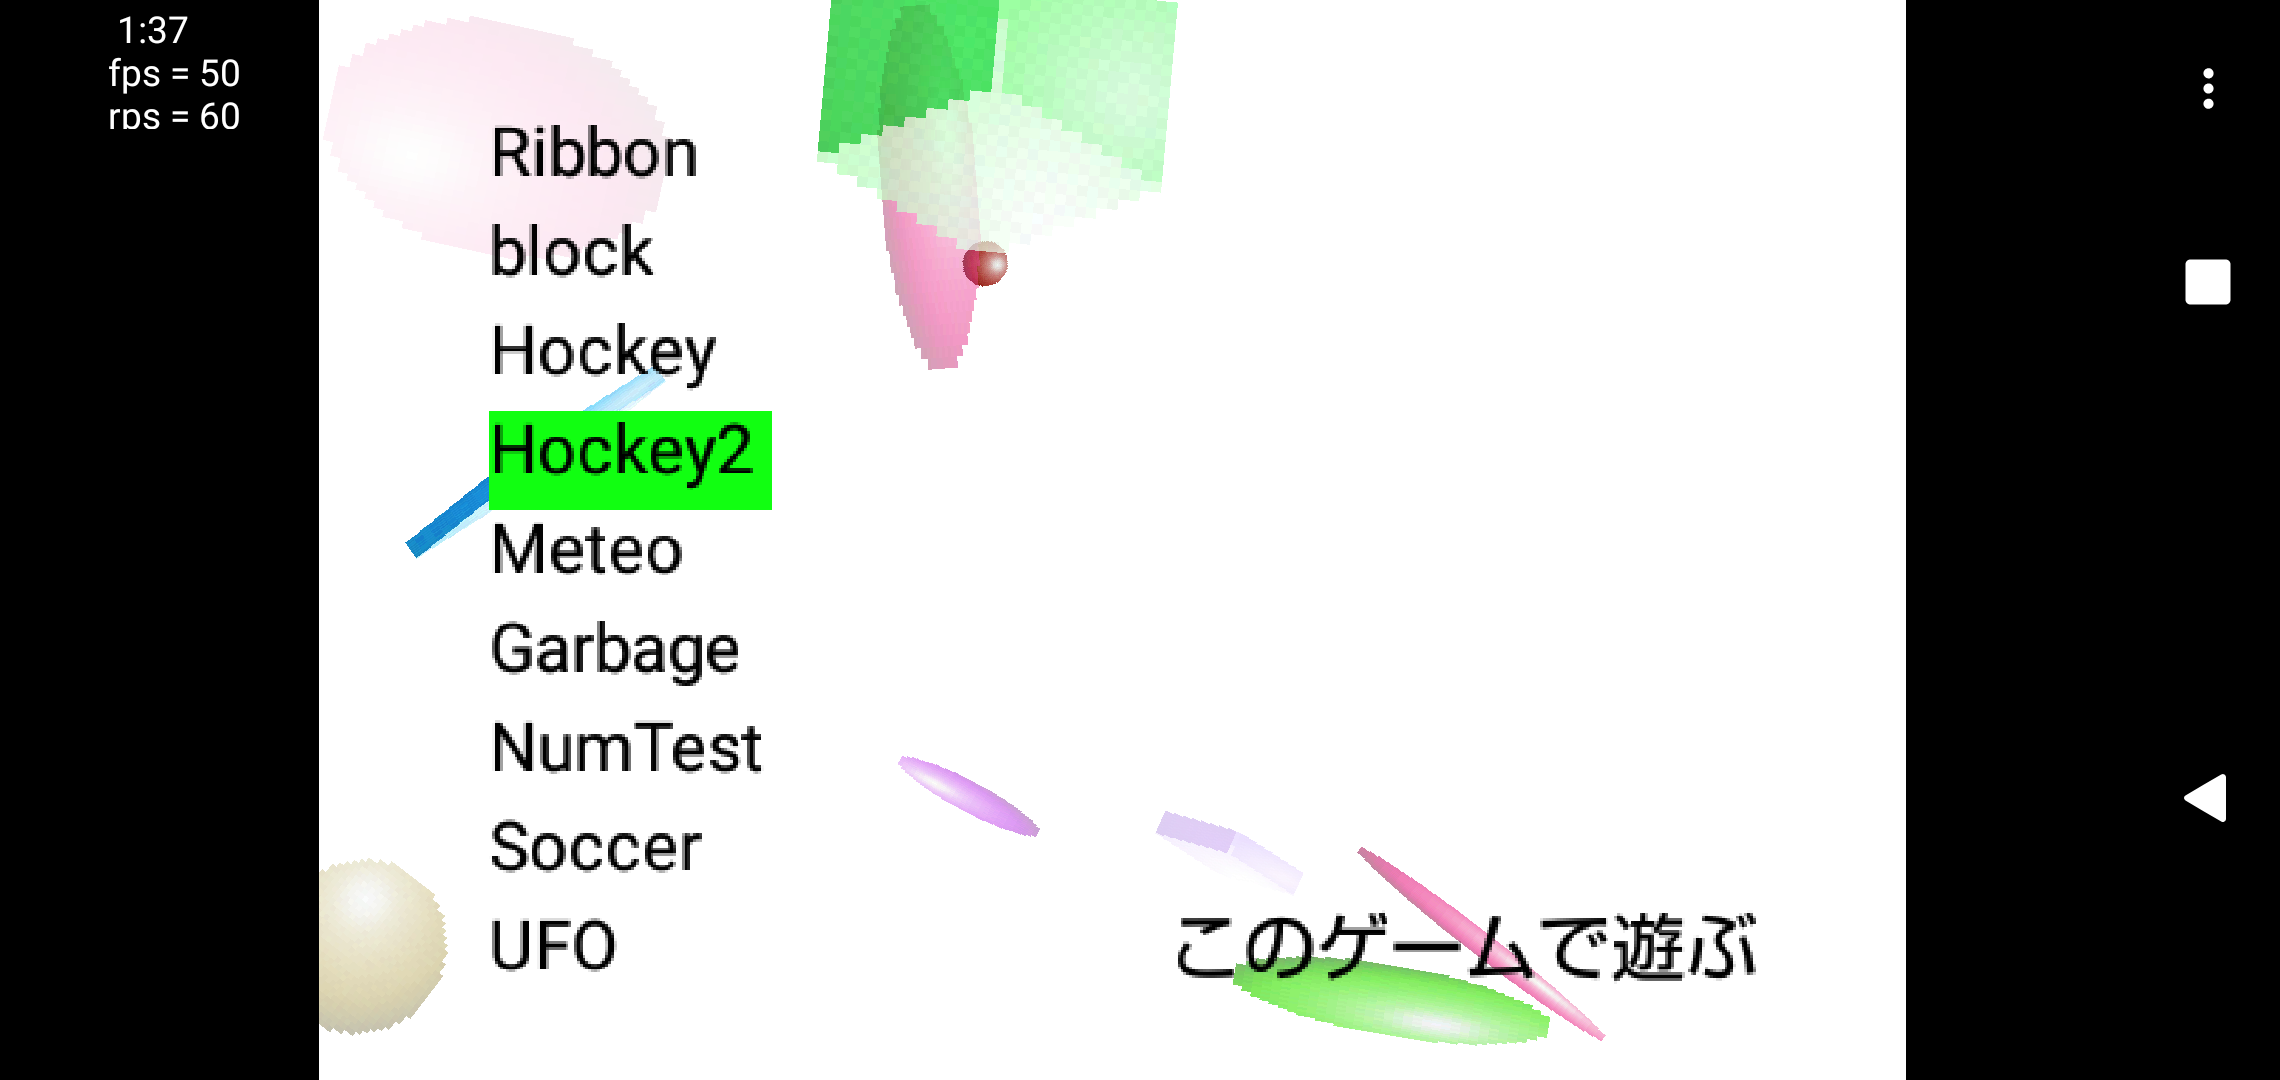 1:37
fps = 50
rps = 60
Ribbon
block
Hockey
Hockey2
Meteo
Garbage
NumTest
Soccer
UFO
このゲームで遊ぶ